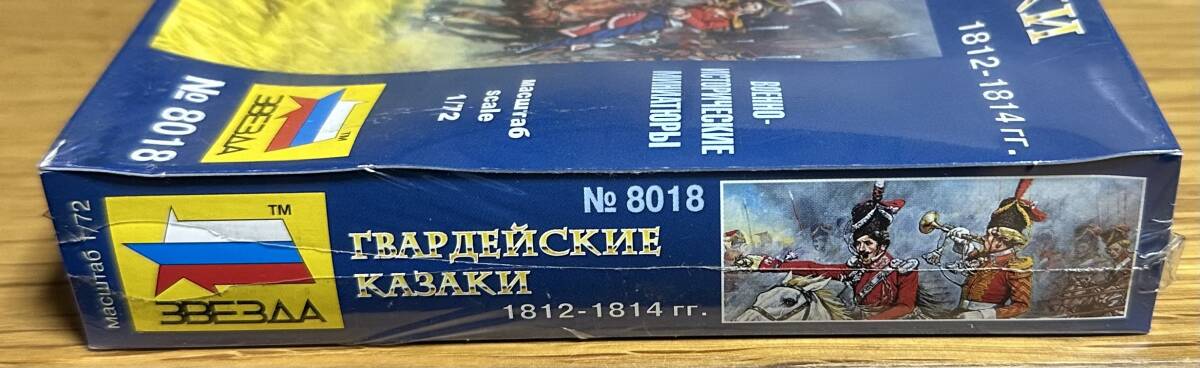 КИ
1812-1814 гг.
ВОЕННО-
ИСТОРИЧЕСКИЕ
МИНИАТЮРЫ
масштаб
scale
1/72
ЗВЕЗДА
TM
№ 8018
масштаб 1/72
ЗВЕЗДА
TM
№ 8018
ГВАРДЕЙСКИЕ
КАЗАКИ
1812-1814 гг.